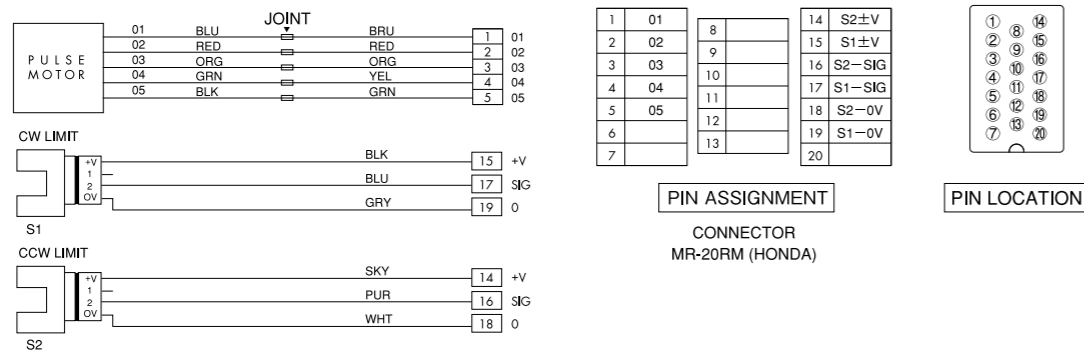 JOINT
PULSE
MOTOR
01 BLU BRU 1 01
02 RED RED 2 02
03 ORG ORG 3 03
04 GRN YEL 4 04
05 BLK GRN 5 05
CW LIMIT
+V BLK 15 +V
1
2 BLU 17 SIG
OV GRY 19 0
S1
CCW LIMIT
+V SKY 14 +V
1
2 PUR 16 SIG
OV WHT 18 0
S2
1 01
2 02
3 03
4 04
5 05
6
7
8
9
10
11
12
13
14 S2±V
15 S1±V
16 S2−SIG
17 S1−SIG
18 S2−0V
19 S1−0V
20
PIN ASSIGNMENT
CONNECTOR
MR-20RM (HONDA)
① ⑧ ⑭
② ⑨ ⑮
③ ⑩ ⑯
④ ⑪ ⑰
⑤ ⑫ ⑱
⑥ ⑬ ⑲
⑦ ⑳
PIN LOCATION